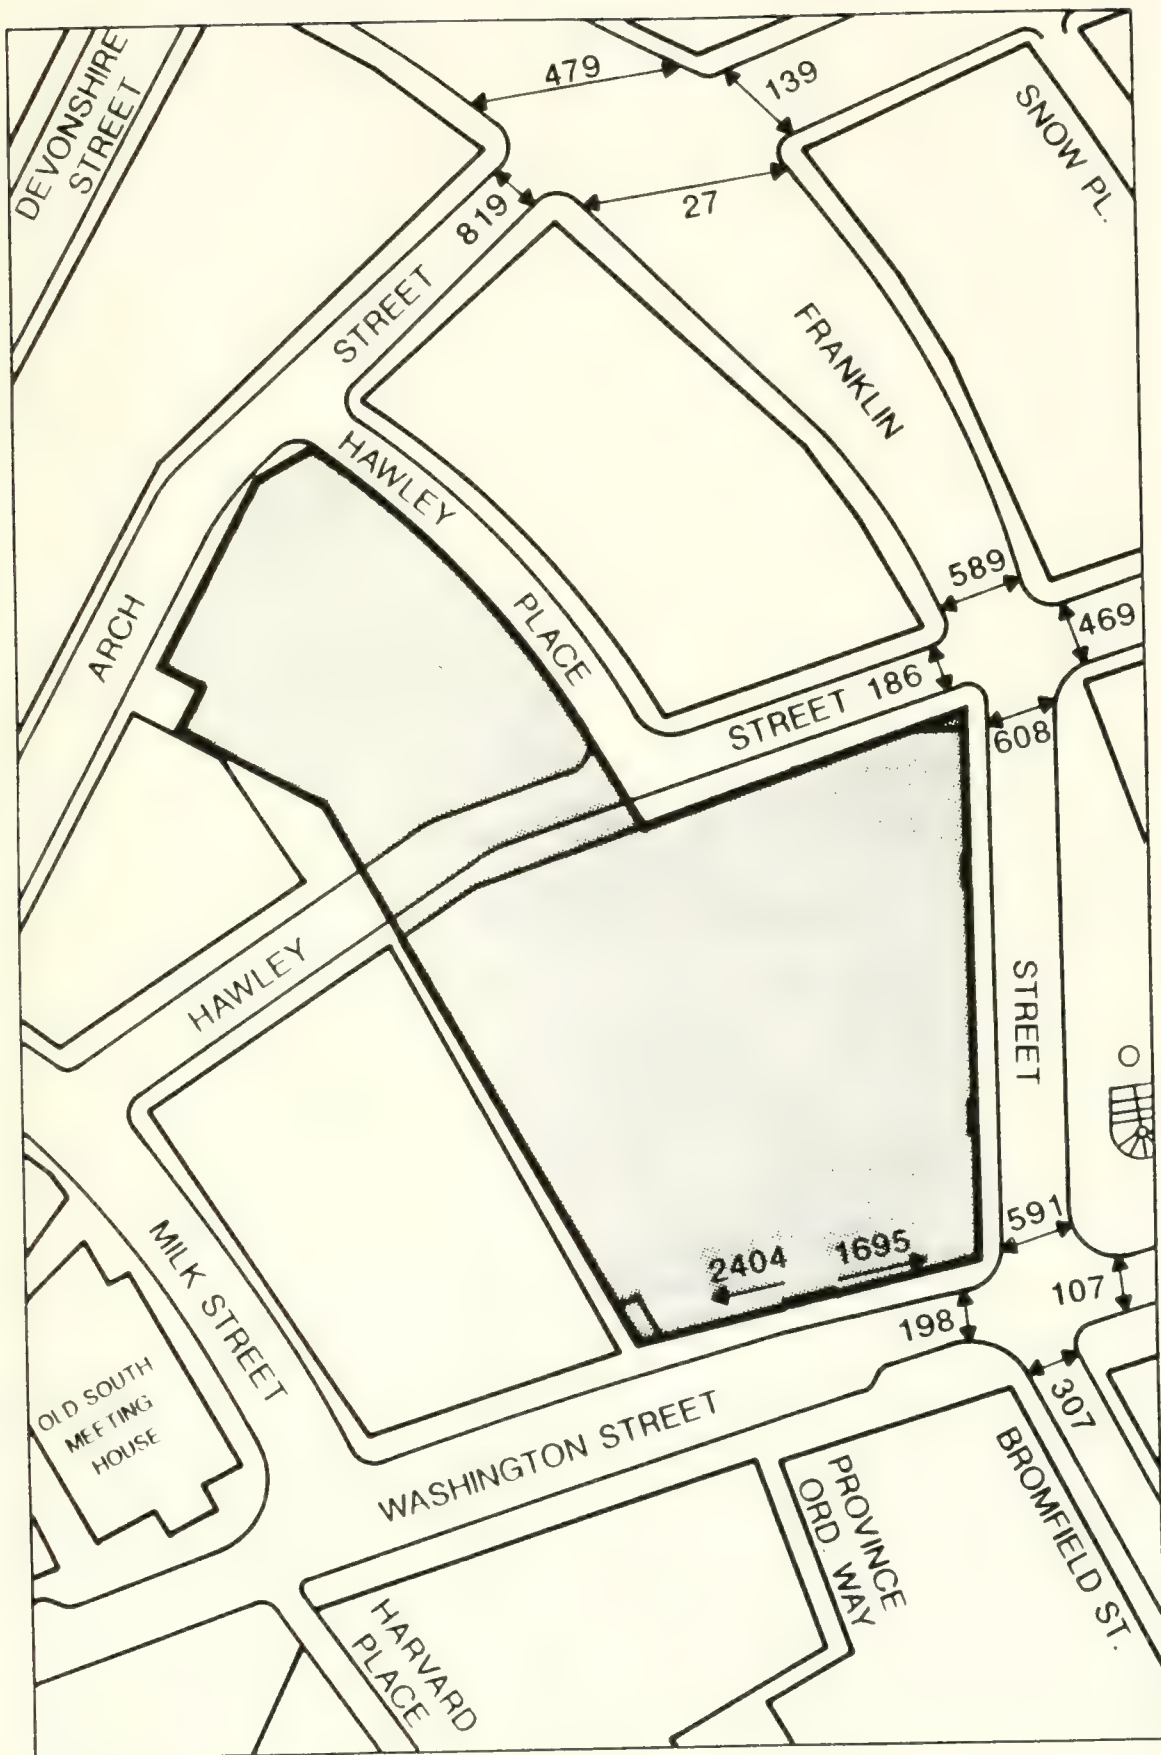 DEVONSHIRE
STREET
479
139
SNOW PL.
819
27
STREET
FRANKLIN
HAWLEY
PLACE
ARCH
589
469
STREET 186
608
HAWLEY
STREET
MILK STREET
591
2404
1695
107
198
307
OLD SOUTH
MEETING
HOUSE
WASHINGTON STREET
PROVINCE
ORD. WAY
BROMFIELD ST.
HARVARD
PLACE